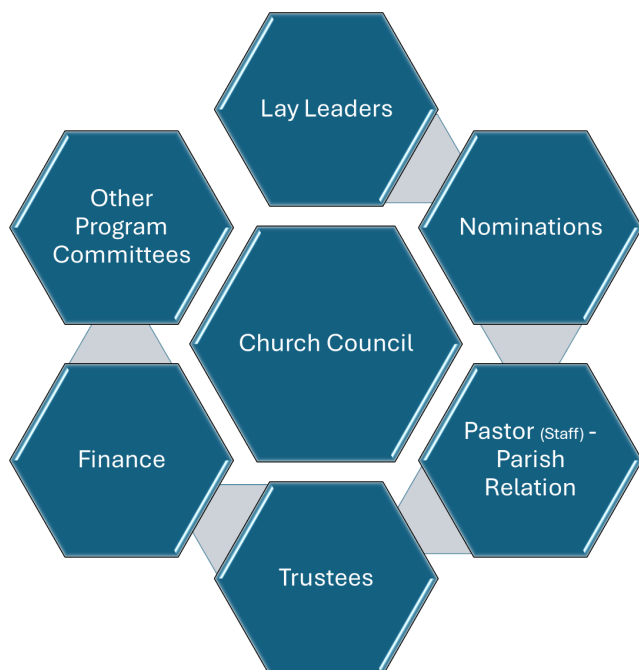 Lay Leaders
Nominations
Other
Program
Committees
Church Council
Pastor (Staff) -
Parish
Relation
Finance
Trustees